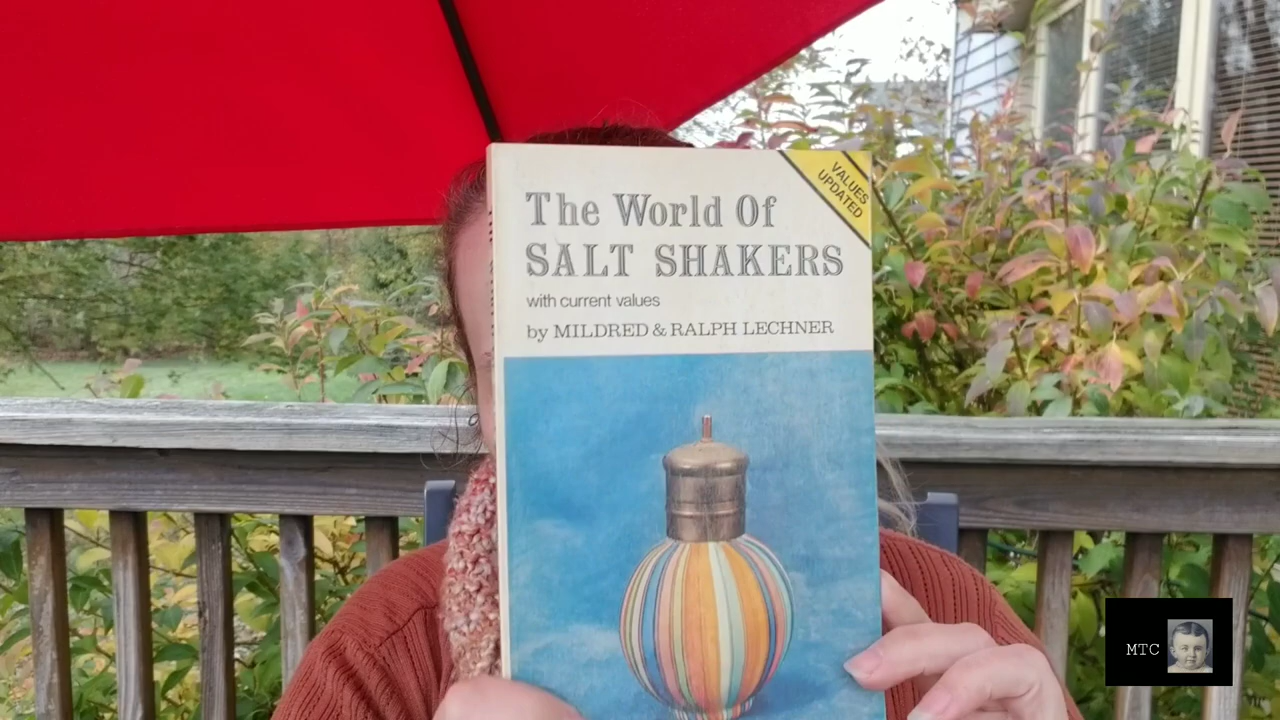 VALUES
UPDATED
The World Of
SALT SHAKERS
with current values
by MILDRED & RALPH LECHNER
MTC